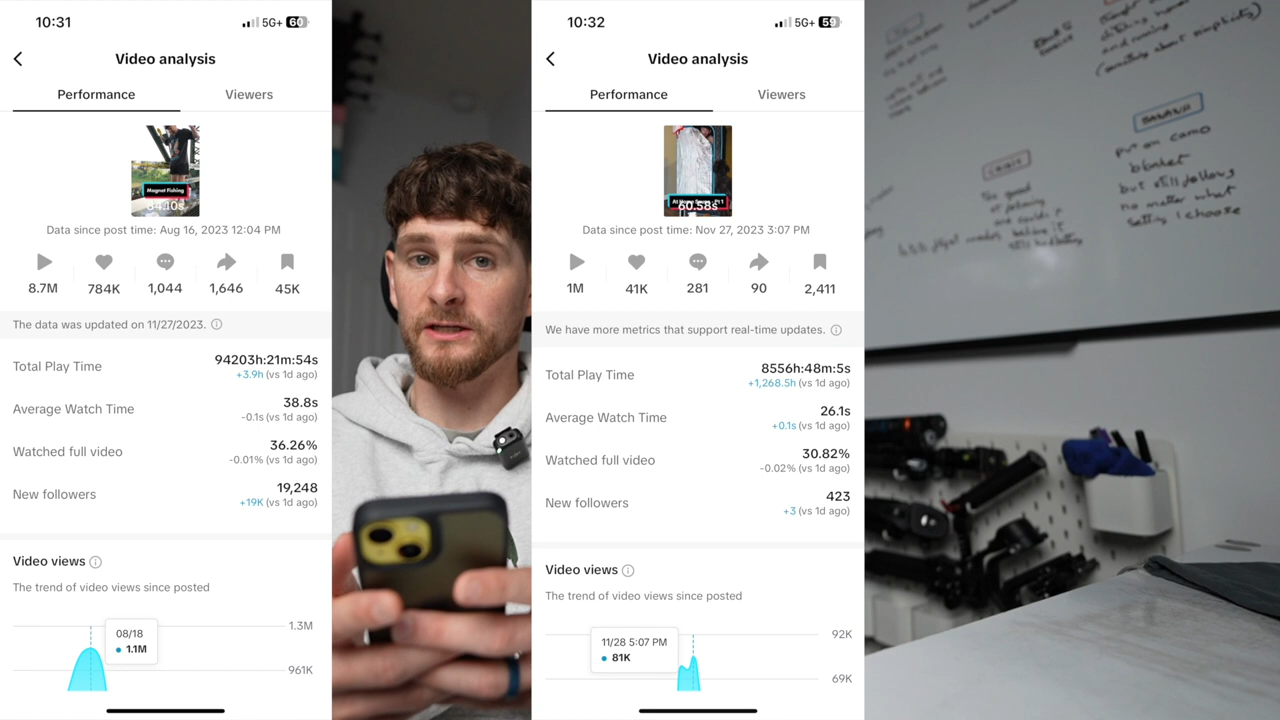 10:31
5G+ 60
Video analysis
Performance Viewers
Magnet Fishing
Data since post time: Aug 16, 2023 12:04 PM
8.7M 784K 1,044 1,646 45K
The data was updated on 11/27/2023.
Total Play Time 94203h:21m:54s
+3.9h (vs 1d ago)
Average Watch Time 38.8s
-0.1s (vs 1d ago)
Watched full video 36.26%
-0.01% (vs 1d ago)
New followers 19,248
+19K (vs 1d ago)
Video views
The trend of video views since posted
1.3M
08/18
1.1M
961K
10:32
5G+ 59
Video analysis
Performance Viewers
60.58s
Data since post time: Nov 27, 2023 3:07 PM
1M 41K 281 90 2,411
We have more metrics that support real-time updates.
Total Play Time 8556h:48m:5s
+1,268.5h (vs 1d ago)
Average Watch Time 26.1s
+0.1s (vs 1d ago)
Watched full video 30.82%
-0.02% (vs 1d ago)
New followers 423
+3 (vs 1d ago)
Video views
The trend of video views since posted
92K
11/28 5:07 PM
81K
69K
and running
(something about simplicity)
BANANA
put on camo
blanket
but still follows
no matter what
setting I choose